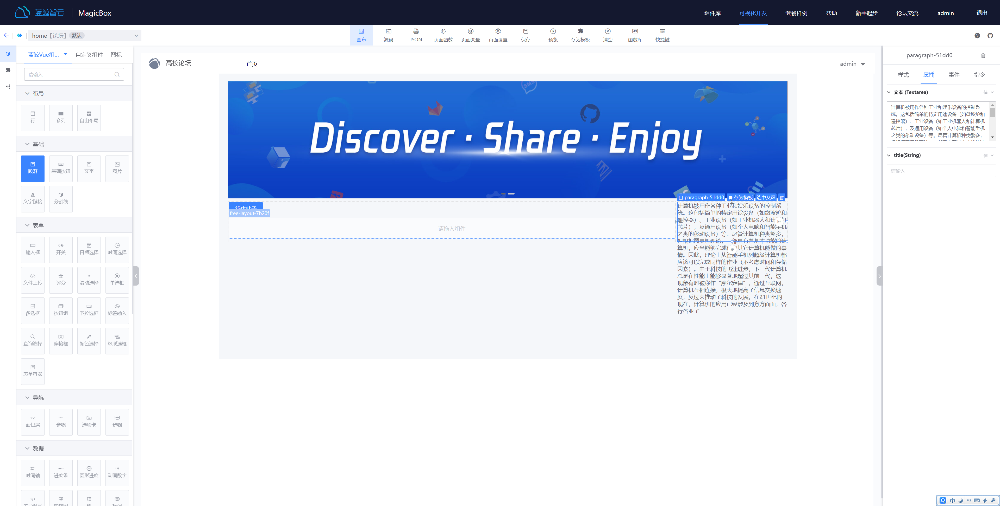 蓝鲸智云 MagicBox
组件库 可视化开发 套餐样例 帮助 新手起步 论坛交流 admin 退出
home【论坛】 默认
画布 源码 JSON 页面函数 页面变量 页面设置 保存 预览 存为模板 清空 函数库 快捷键
蓝鲸Vue组... 自定义组件 图标
请输入
布局
行 多列 自由布局
基础
段落 基础按钮 文字 图片
文字链接 分割线
表单
输入框 开关 日期选择 时间选择
文件上传 评分 滑动选择 单选框
多选框 按钮组 下拉选框 标签输入
查询选择 穿梭框 颜色选择 级联选框
表单容器
导航
面包屑 步骤 选项卡 步骤
数据
时间轴 进度条 圆形进度 动画数字
差异对比 轮播图 树 标记
高校论坛 首页 admin
SMS
Discover · Share · Enjoy
paragraph-51dd0 存为模板 选中父级
新建帖子
free-layout-7b20f
请拖入组件
计算机被用作各种工业和娱乐设备的控制系
统。这包括简单的特定用途设备（如微波炉和
遥控器）、工业设备（如工业机器人和计算机
芯片），及通用设备（如个人电脑和智能手机
之类的移动设备）等。尽管计算机种类繁多，
但根据图灵机理论，一部具有着基本功能的计
算机，应当能够完成任何其它计算机能做的事
情。因此，理论上从智能手机到超级计算机都
应该可以完成同样的作业（不考虑时间和存储
因素）。由于科技的飞速进步，下一代计算机
总是在性能上能够显著地超过其前一代，这一
现象有时被称作“摩尔定律”。通过互联网，
计算机互相连接，极大地提高了信息交换速
度，反过来推动了科技的发展。在21世纪的
现在，计算机的应用已经涉及到方方面面，各
行各业了
paragraph-51dd0
样式 属性 事件 指令
文本 (Textarea) 值
计算机被用作各种工业和娱乐设备的控制系
统。这包括简单的特定用途设备（如微波炉和
遥控器）、工业设备（如工业机器人和计算机
芯片），及通用设备（如个人电脑和智能手机
之类的移动设备）等。尽管计算机种类繁多，
title(String) 值
请输入
中